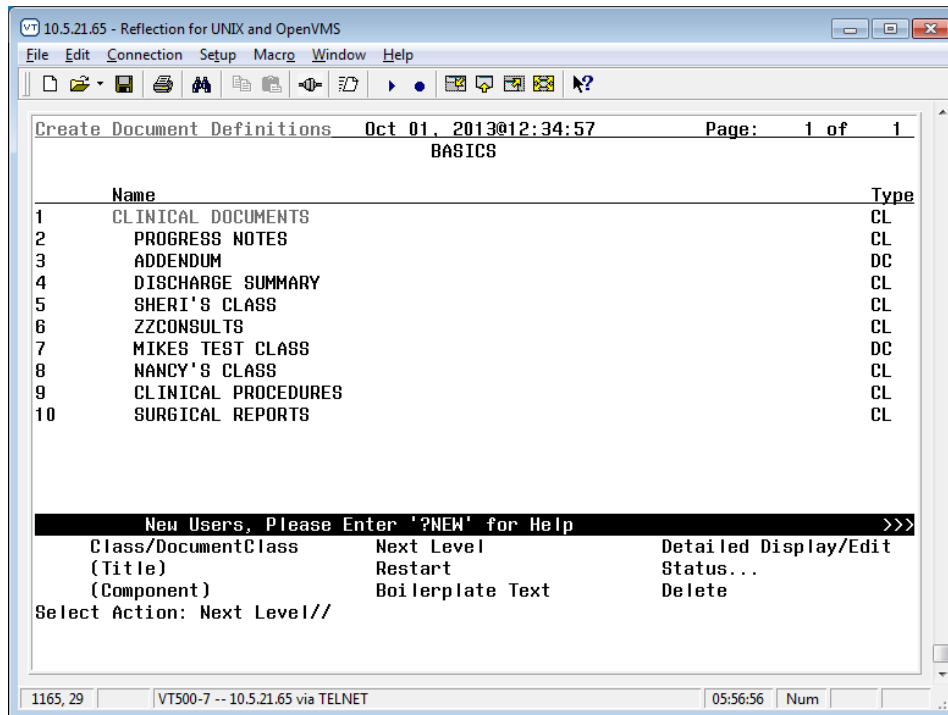 VT 10.5.21.65 - Reflection for UNIX and OpenVMS
File Edit Connection Setup Macro Window Help
Create Document Definitions Oct 01, 2013@12:34:57 Page: 1 of 1
BASICS
Name Type
1 CLINICAL DOCUMENTS CL
2 PROGRESS NOTES CL
3 ADDENDUM DC
4 DISCHARGE SUMMARY CL
5 SHERI'S CLASS CL
6 ZZCONSULTS CL
7 MIKES TEST CLASS DC
8 NANCY'S CLASS CL
9 CLINICAL PROCEDURES CL
10 SURGICAL REPORTS CL
New Users, Please Enter '?NEW' for Help >>>
Class/DocumentClass Next Level Detailed Display/Edit
(Title) Restart Status...
(Component) Boilerplate Text Delete
Select Action: Next Level//
1165, 29 VT500-7 -- 10.5.21.65 via TELNET 05:56:56 Num